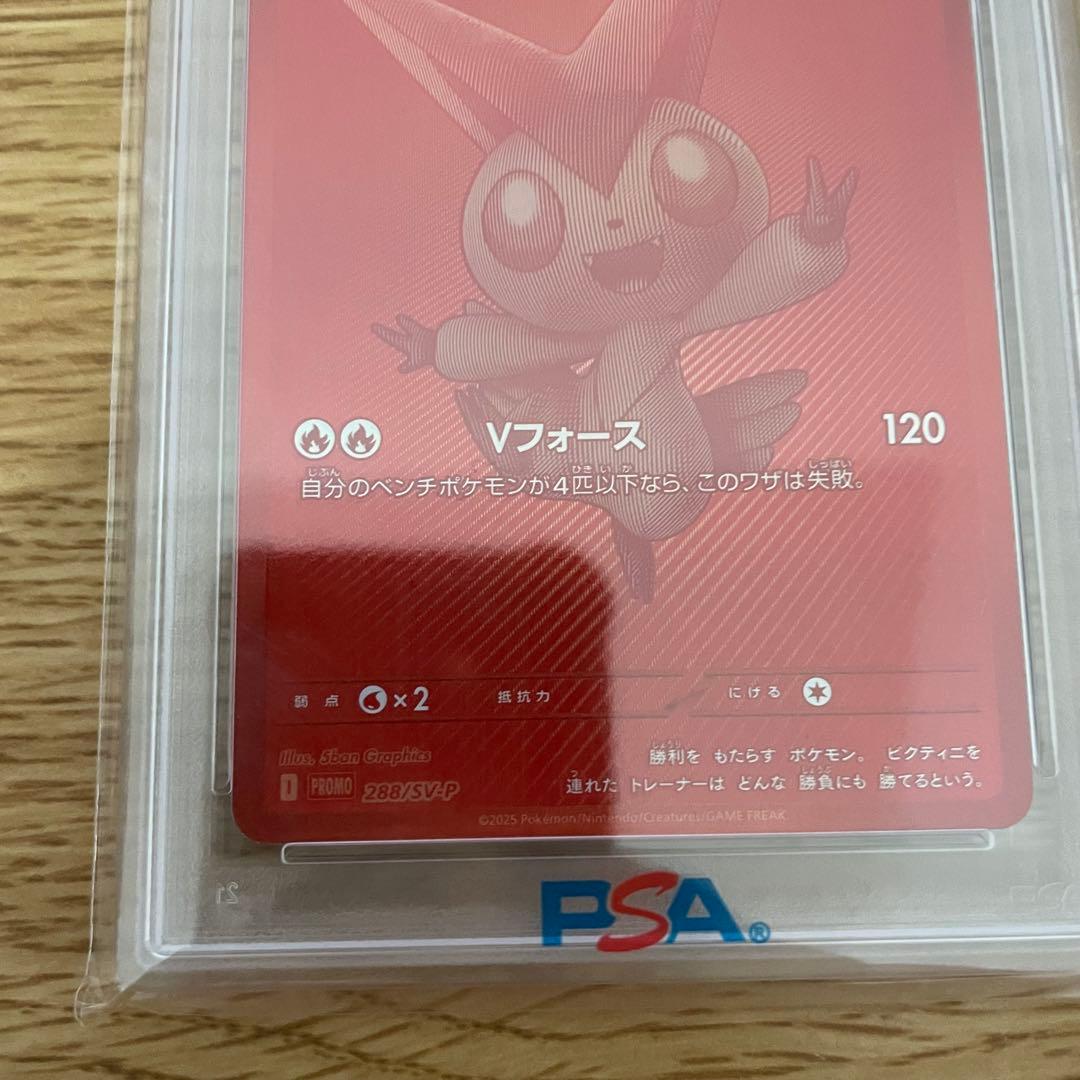 Vフォース 120
自分のベンチポケモンが4匹以下なら、このワザは失敗。
弱点 ×2 抵抗力 にげる
Illus. 5ban Graphics
勝利を もたらす ポケモン。 ビクティニを
連れた トレーナーは どんな 勝負にも 勝てるという。
I PROMO 288/SV-P
©2025 Pokémon/Nintendo/Creatures/GAME FREAK.
21
PSA®